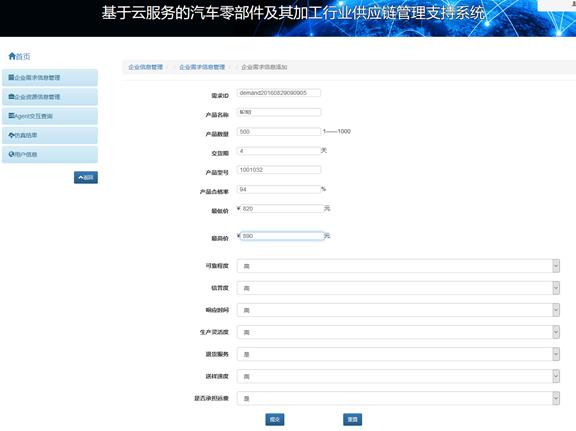 基于云服务的汽车零部件及其加工行业供应链管理支持系统
首页
企业需求信息管理
企业资源信息管理
Agent交互查询
仿真结果
用户信息
返回
企业信息管理 / 企业需求信息管理 / 企业需求信息添加
需求ID demand20160829090905
产品名称
产品数量 500 1——1000
交货期 4 天
产品型号 1001032
产品合格率 94 %
最低价 ¥ 820 元
最高价 ¥ 890 元
可靠程度 高
信誉度 高
响应时间 高
生产灵活度 高
退货服务 是
送样速度 高
是否承担运费 是
提交 重置